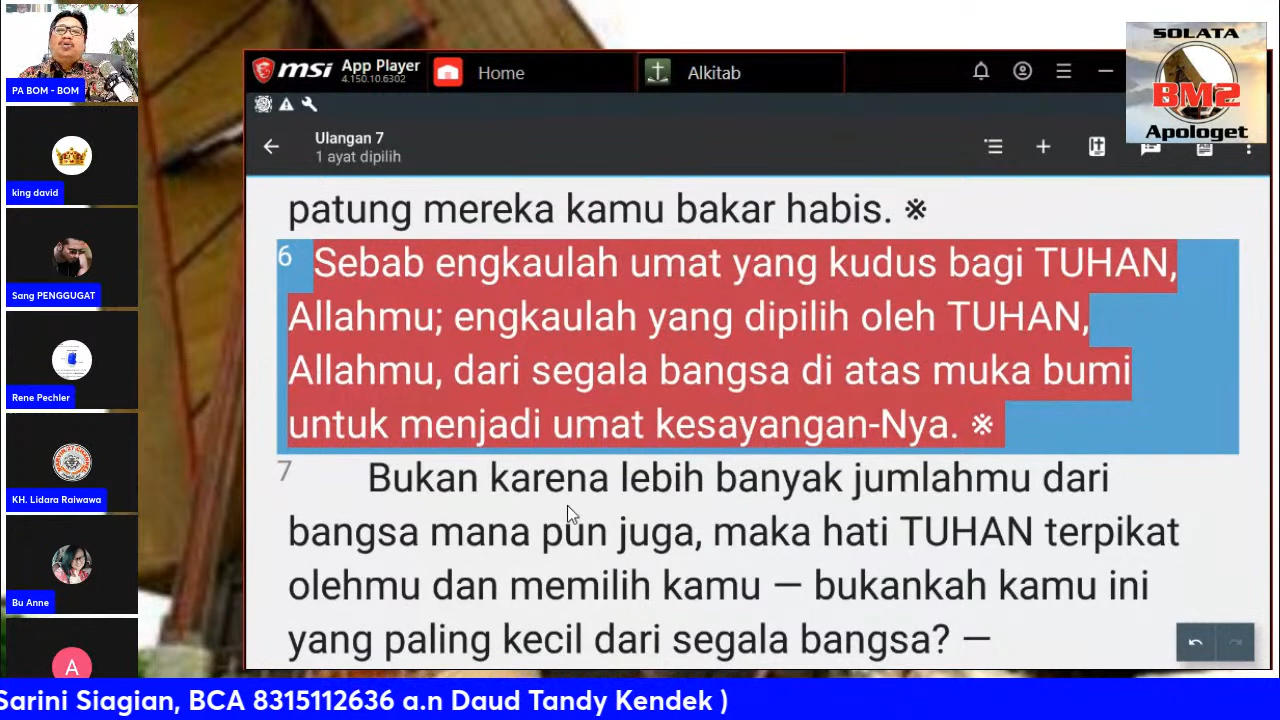 PA BOM - BOM
king david
Sang PENGGUGAT
Rene Pechler
KH. Lidara Raiwawa
Bu Anne
A
msi App Player
4.150.10.6302
Home
Alkitab
SOLATA
BM2
Apologet
Ulangan 7
1 ayat dipilih
patung mereka kamu bakar habis. ※
6 Sebab engkaulah umat yang kudus bagi TUHAN,
Allahmu; engkaulah yang dipilih oleh TUHAN,
Allahmu, dari segala bangsa di atas muka bumi
untuk menjadi umat kesayangan-Nya. ※
7 Bukan karena lebih banyak jumlahmu dari
bangsa mana pun juga, maka hati TUHAN terpikat
olehmu dan memilih kamu — bukankah kamu ini
yang paling kecil dari segala bangsa? —
Sarini Siagian, BCA 8315112636 a.n Daud Tandy Kendek )